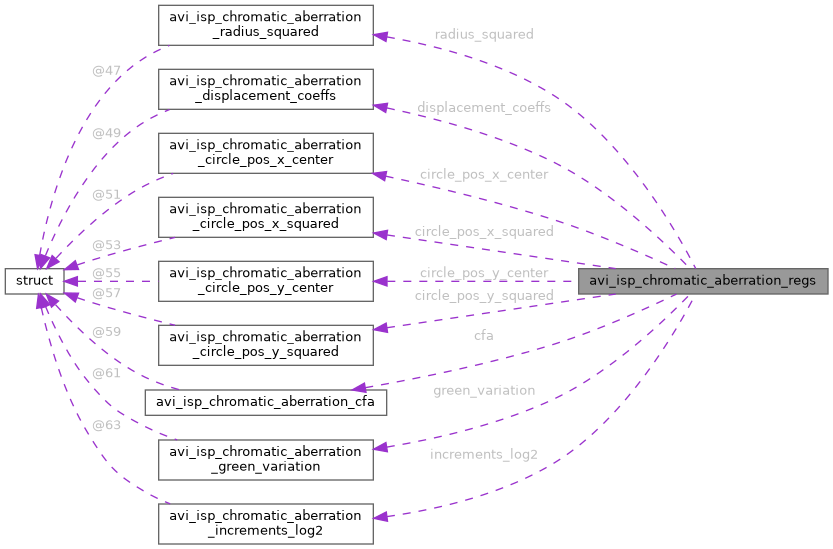 avi_isp_chromatic_aberration
_radius_squared
radius_squared
@47
avi_isp_chromatic_aberration
_displacement_coeffs
displacement_coeffs
@49
avi_isp_chromatic_aberration
_circle_pos_x_center
circle_pos_x_center
@51
avi_isp_chromatic_aberration
_circle_pos_x_squared
circle_pos_x_squared
@53
avi_isp_chromatic_aberration
_circle_pos_y_center
circle_pos_y_center
@55
struct
avi_isp_chromatic_aberration_regs
@57
circle_pos_y_squared
avi_isp_chromatic_aberration
_circle_pos_y_squared
@59
cfa
avi_isp_chromatic_aberration_cfa
@61
green_variation
avi_isp_chromatic_aberration
_green_variation
@63
increments_log2
avi_isp_chromatic_aberration
_increments_log2